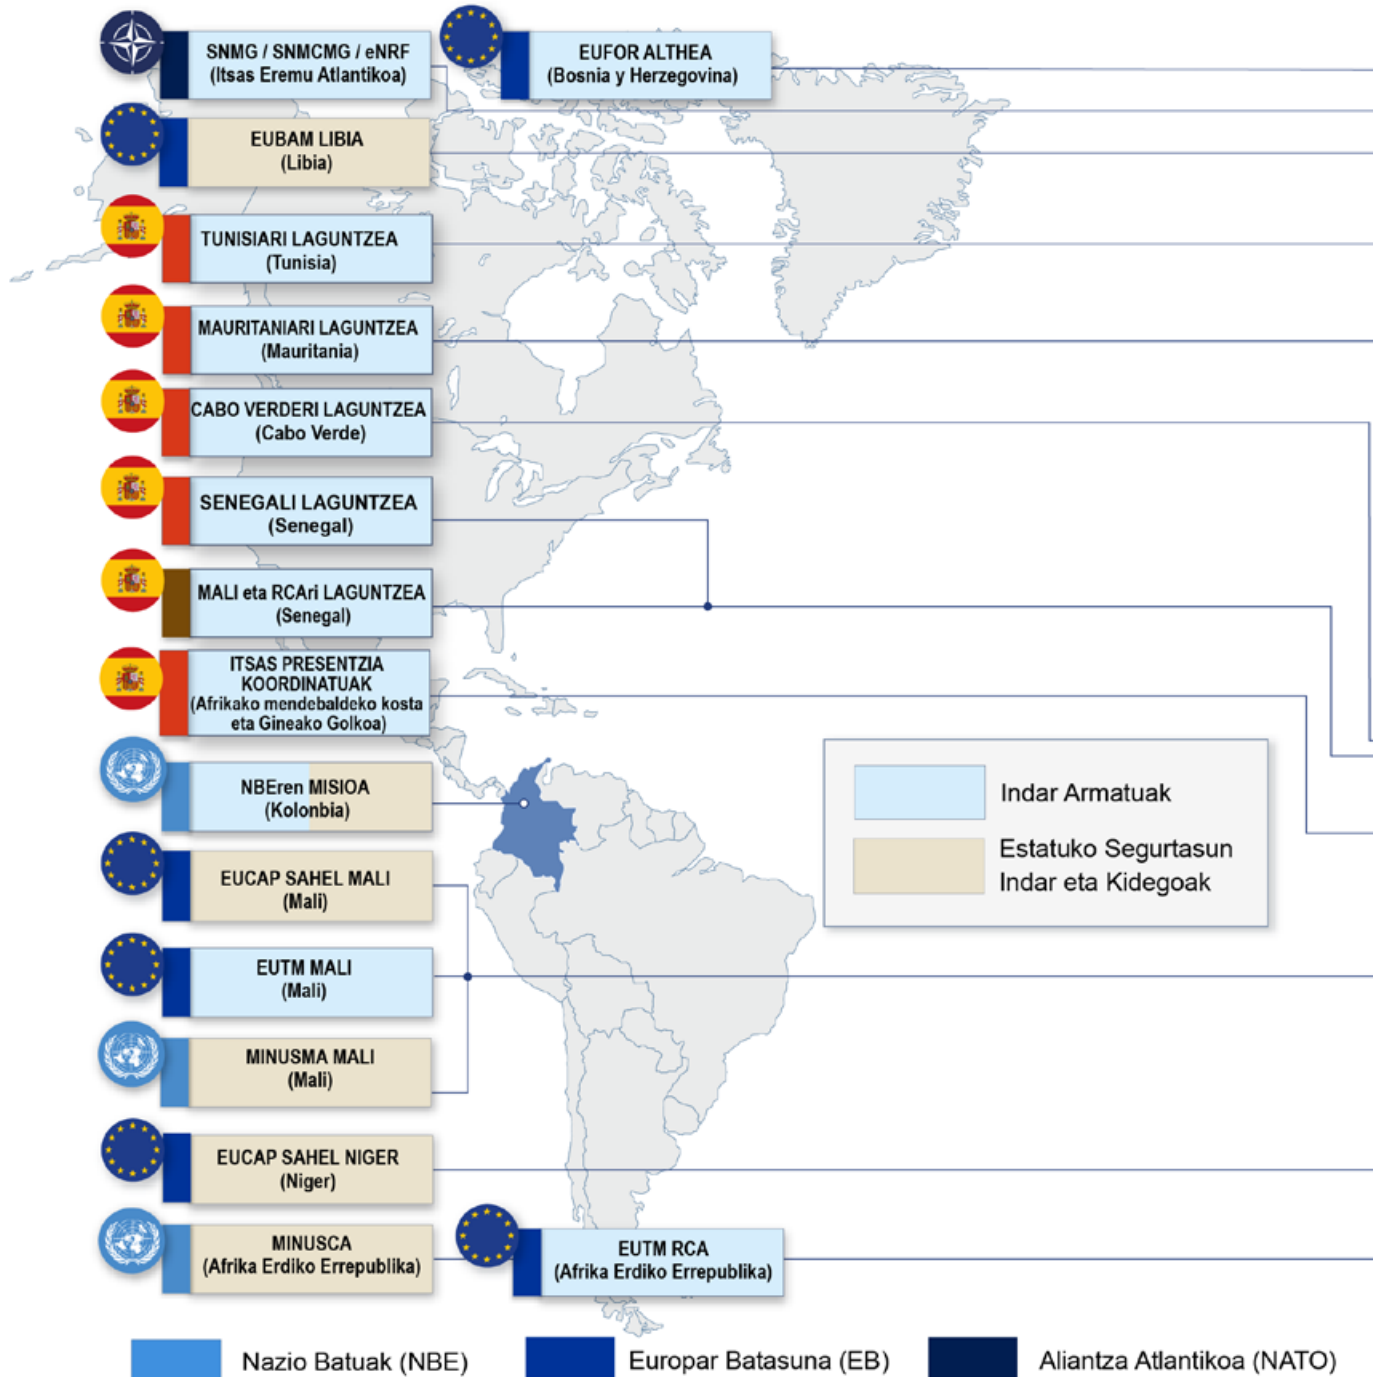 SNMG / SNMCMG / eNRF
(Itsas Eremu Atlantikoa)
EUFOR ALTHEA
(Bosnia y Herzegovina)
EUBAM LIBIA
(Libia)
TUNISIARI LAGUNTZEA
(Tunisia)
MAURITANIARI LAGUNTZEA
(Mauritania)
CABO VERDERI LAGUNTZEA
(Cabo Verde)
SENEGALI LAGUNTZEA
(Senegal)
MALI eta RCAri LAGUNTZEA
(Senegal)
ITSAS PRESENTZIA
KOORDINATUAK
(Afrikako mendebaldeko kosta
eta Gineako Golkoa)
NBEren MISIOA
(Kolonbia)
EUCAP SAHEL MALI
(Mali)
EUTM MALI
(Mali)
MINUSMA MALI
(Mali)
EUCAP SAHEL NIGER
(Niger)
MINUSCA
(Afrika Erdiko Errepublika)
EUTM RCA
(Afrika Erdiko Errepublika)
Indar Armatuak
Estatuko Segurtasun
Indar eta Kidegoak
Nazio Batuak (NBE)
Europar Batasuna (EB)
Aliantza Atlantikoa (NATO)